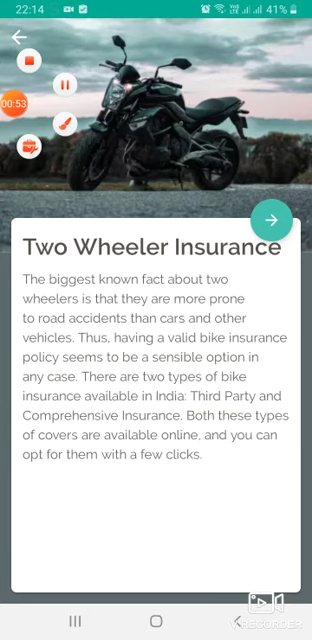 22:14
VoI)
LTE
41%
00:53
Two Wheeler Insurance
The biggest known fact about two
wheelers is that they are more prone
to road accidents than cars and other
vehicles. Thus, having a valid bike insurance
policy seems to be a sensible option in
any case. There are two types of bike
insurance available in India: Third Party and
Comprehensive Insurance. Both these types
of covers are available online, and you can
opt for them with a few clicks.
V RECORDER